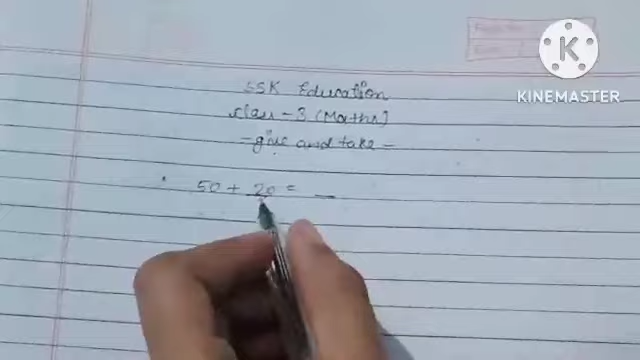 SSK Education
class - 3 (Maths)
- give and take -
50 + 20 = __
KINEMASTER